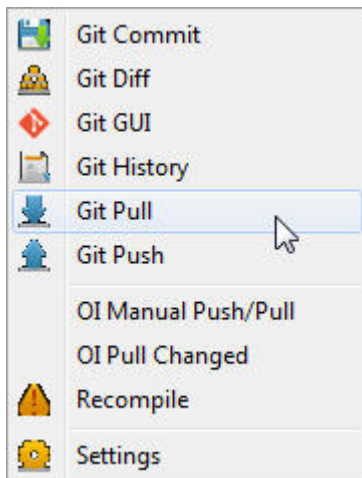 Git Commit
Git Diff
Git GUI
Git History
Git Pull
Git Push
OI Manual Push/Pull
OI Pull Changed
Recompile
Settings